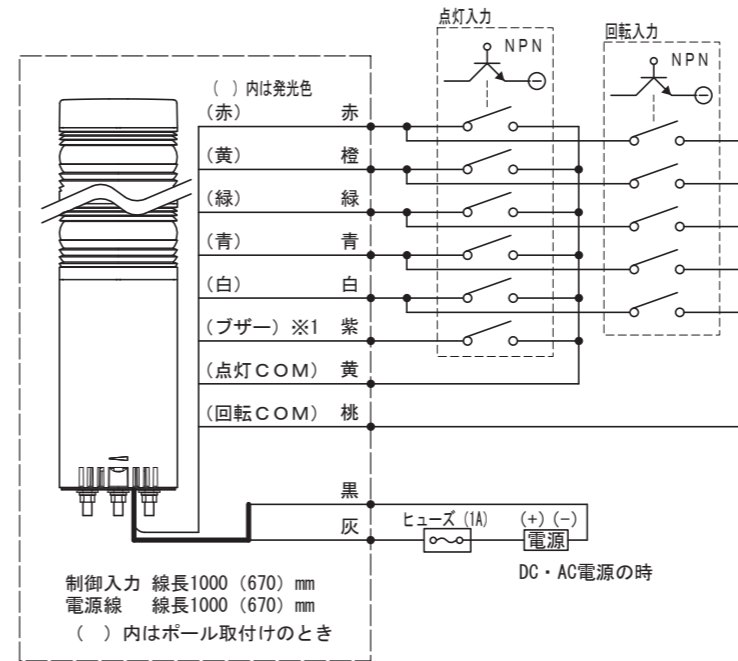 点灯入力
NPN
回転入力
NPN
( )内は発光色
(赤) 赤
(黄) 橙
(緑) 緑
(青) 青
(白) 白
(ブザー)※1 紫
(点灯COM) 黄
(回転COM) 桃
黒
灰
ヒューズ(1A)
(+)(-)
電源
DC・AC電源の時
制御入力 線長1000(670)mm
電源線 線長1000(670)mm
( )内はポール取付けのとき